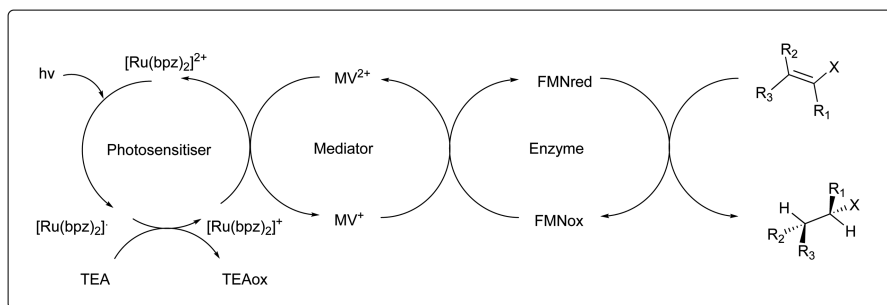 hv
[Ru(bpz)₂]²⁺
Photosensitiser
[Ru(bpz)₂]·
[Ru(bpz)₂]⁺
TEA
TEAox
MV²⁺
Mediator
MV⁺
FMNred
Enzyme
FMNox
R₂
X
R₃
R₁
R₁
H
X
R₂
R₃
H